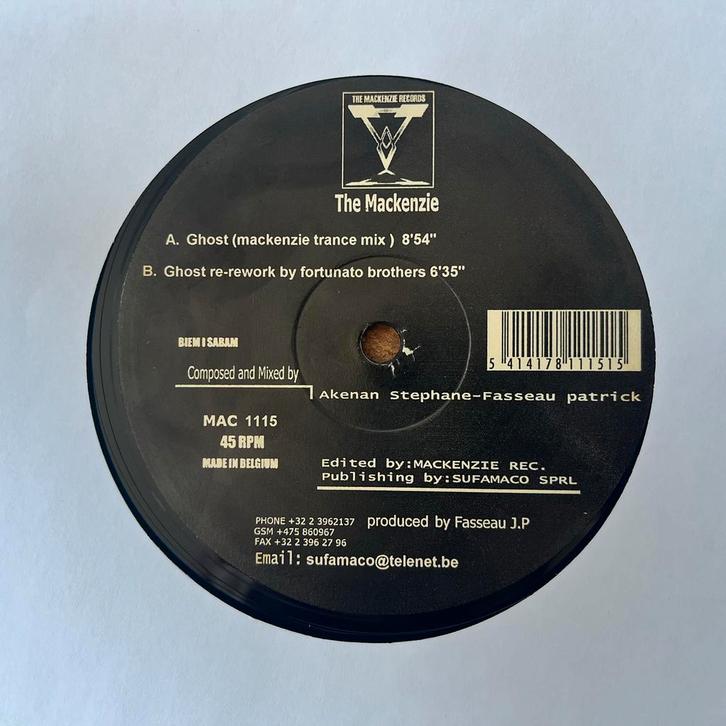 THE MACKENZIE RECORDS
The Mackenzie
A. Ghost (mackenzie trance mix ) 8'54"
B. Ghost re-rework by fortunato brothers 6'35"
BIEM I SABAM
5 414178 111515
Composed and Mixed by
Akenan Stephane-Fasseau patrick
MAC 1115
45 RPM
MADE IN BELGIUM
Edited by:MACKENZIE REC.
Publishing by:SUFAMACO SPRL
PHONE +32 2 3962137
GSM +475 860967
FAX +32 2 396 27 96
produced by Fasseau J.P
Email: sufamaco@telenet.be